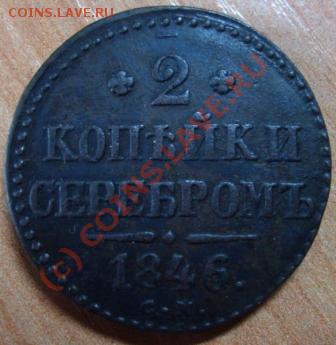 COINS.LAVE.RU
2
КОПѢЙКИ
СЕРЕБРОМЪ
1846.
С.М.
(c) COINS.LAVE.RU